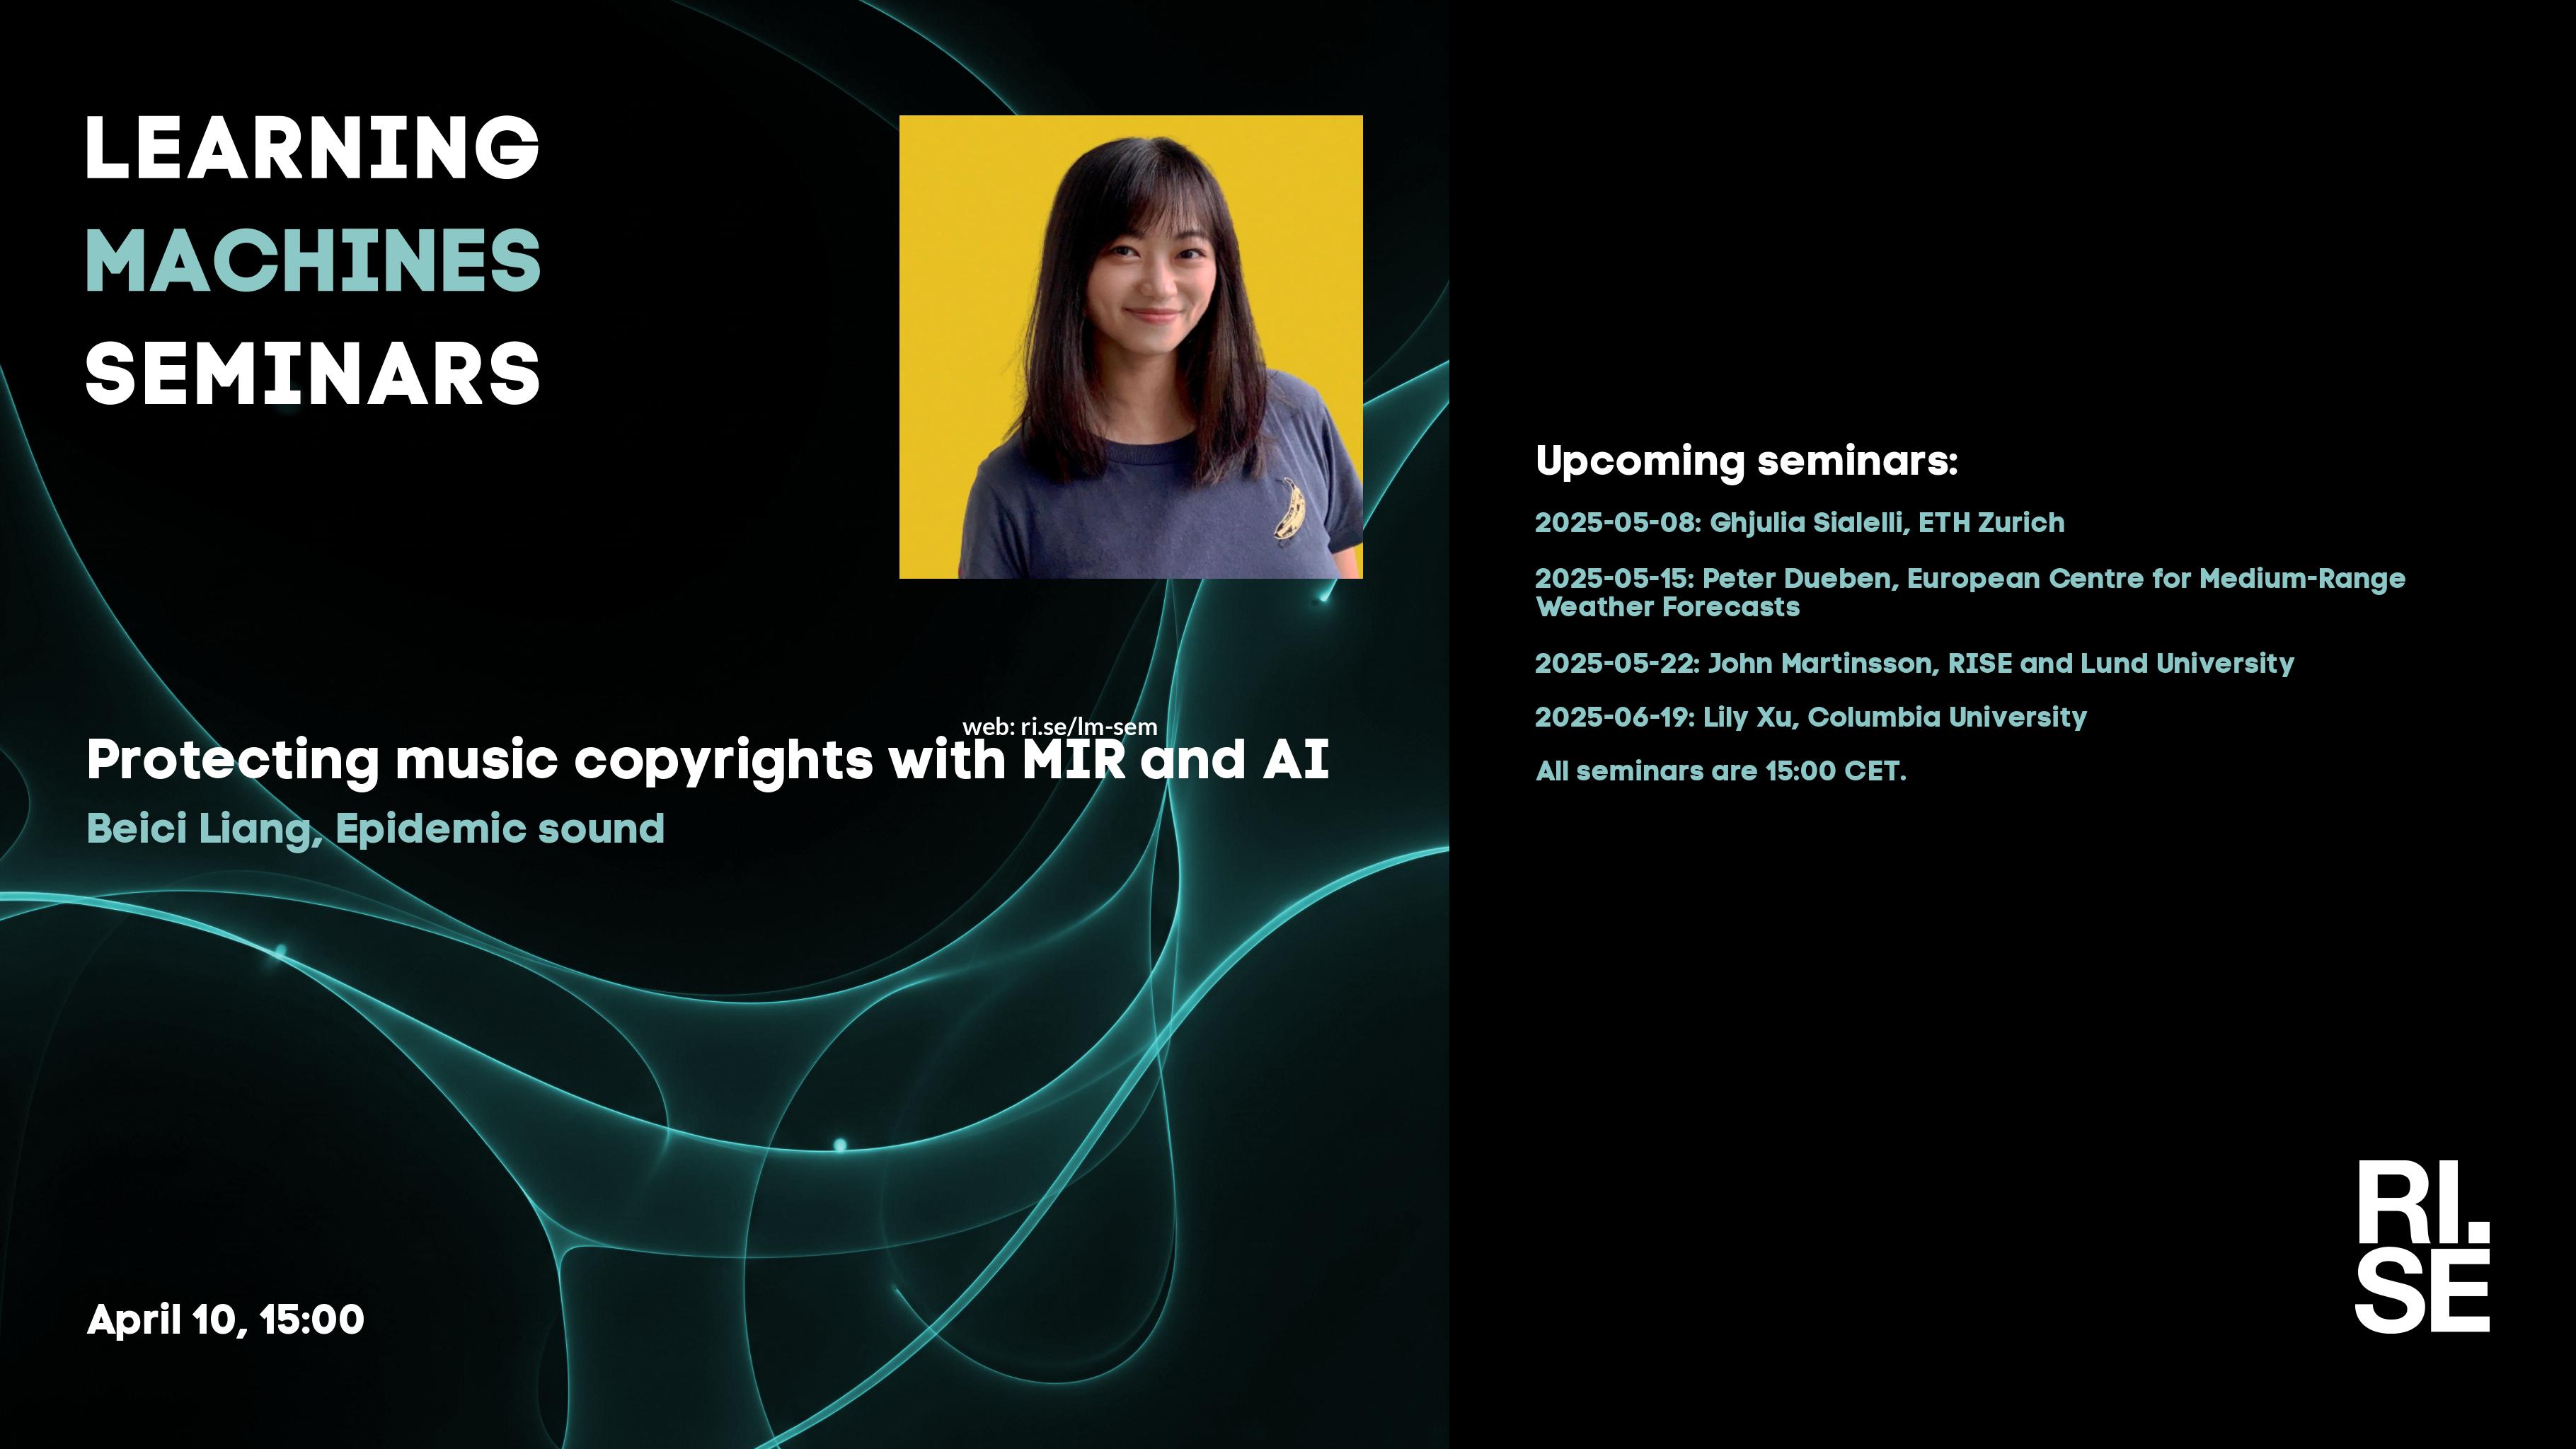 LEARNING
MACHINES
SEMINARS
web: ri.se/lm-sem
Protecting music copyrights with MIR and AI
Beici Liang, Epidemic sound
April 10, 15:00
Upcoming seminars:
2025-05-08: Ghjulia Sialelli, ETH Zurich
2025-05-15: Peter Dueben, European Centre for Medium-Range
Weather Forecasts
2025-05-22: John Martinsson, RISE and Lund University
2025-06-19: Lily Xu, Columbia University
All seminars are 15:00 CET.
RI.
SE